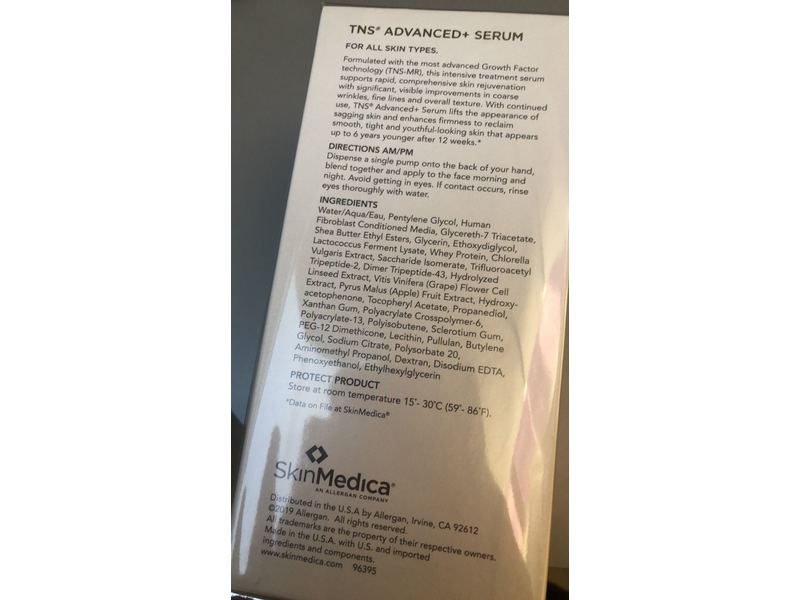 TNS® ADVANCED+ SERUM
FOR ALL SKIN TYPES.
Formulated with the most advanced Growth Factor
technology (TNS-MR), this intensive treatment serum
supports rapid, comprehensive skin rejuvenation
with significant, visible improvements in coarse
wrinkles, fine lines and overall texture. With continued
use, TNS® Advanced+ Serum lifts the appearance of
sagging skin and enhances firmness to reclaim
smooth, tight and youthful-looking skin that appears
up to 6 years younger after 12 weeks.*
DIRECTIONS AM/PM
Dispense a single pump onto the back of your hand,
blend together and apply to the face morning and
night. Avoid getting in eyes. If contact occurs, rinse
eyes thoroughly with water.
INGREDIENTS
Water/Aqua/Eau, Pentylene Glycol, Human
Fibroblast Conditioned Media, Glycereth-7 Triacetate,
Shea Butter Ethyl Esters, Glycerin, Ethoxydiglycol,
Lactococcus Ferment Lysate, Whey Protein, Chlorella
Vulgaris Extract, Saccharide Isomerate, Trifluoroacetyl
Tripeptide-2, Dimer Tripeptide-43, Hydrolyzed
Linseed Extract, Vitis Vinifera (Grape) Flower Cell
Extract, Pyrus Malus (Apple) Fruit Extract, Hydroxy-
acetophenone, Tocopheryl Acetate, Propanediol,
Xanthan Gum, Polyacrylate Crosspolymer-6,
Polyacrylate-13, Polyisobutene, Sclerotium Gum,
PEG-12 Dimethicone, Lecithin, Pullulan, Butylene
Glycol, Sodium Citrate, Polysorbate 20,
Aminomethyl Propanol, Dextran, Disodium EDTA,
Phenoxyethanol, Ethylhexylglycerin
PROTECT PRODUCT
Store at room temperature 15°- 30°C (59°- 86°F).
*Data on File at SkinMedica®
SkinMedica®
AN ALLERGAN COMPANY
Distributed in the U.S.A by Allergan, Irvine, CA 92612
©2019 Allergan. All rights reserved.
All trademarks are the property of their respective owners.
Made in the U.S.A. with U.S. and imported
ingredients and components.
www.skinmedica.com 96395